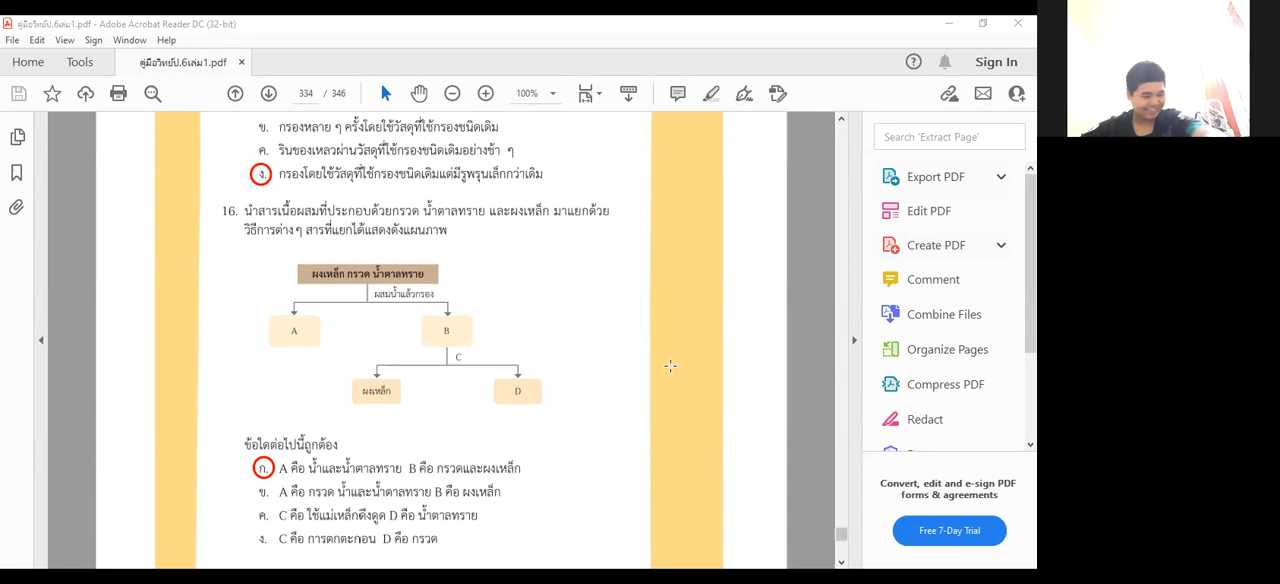 คู่มือวิทย์ป.6เล่ม1.pdf - Adobe Acrobat Reader DC (32-bit)
File Edit View Sign Window Help
Home Tools คู่มือวิทย์ป.6เล่ม1.pdf × Sign In
334 / 346 100%
ข. กรองหลาย ๆ ครั้งโดยใช้วัสดุที่ใช้กรองชนิดเดิม
ค. รินของเหลวผ่านวัสดุที่ใช้กรองชนิดเดิมอย่างช้า ๆ
ง. กรองโดยใช้วัสดุที่ใช้กรองชนิดเดิมแต่มีรูพรุนเล็กกว่าเดิม
16. นำสารเนื้อผสมที่ประกอบด้วยกรวด น้ำตาลทราย และผงเหล็ก มาแยกด้วย
วิธีการต่าง ๆ สารที่แยกได้แสดงดังแผนภาพ
ผงเหล็ก กรวด น้ำตาลทราย
ผสมน้ำแล้วกรอง
A B
C
ผงเหล็ก D
ข้อใดต่อไปนี้ถูกต้อง
ก. A คือ น้ำและน้ำตาลทราย B คือ กรวดและผงเหล็ก
ข. A คือ กรวด น้ำและน้ำตาลทราย B คือ ผงเหล็ก
ค. C คือ ใช้แม่เหล็กดึงดูด D คือ น้ำตาลทราย
ง. C คือ การตกตะกอน D คือ กรวด
Search 'Extract Page'
Export PDF
Edit PDF
Create PDF
Comment
Combine Files
Organize Pages
Compress PDF
Redact
Convert, edit and e-sign PDF
forms & agreements
Free 7-Day Trial